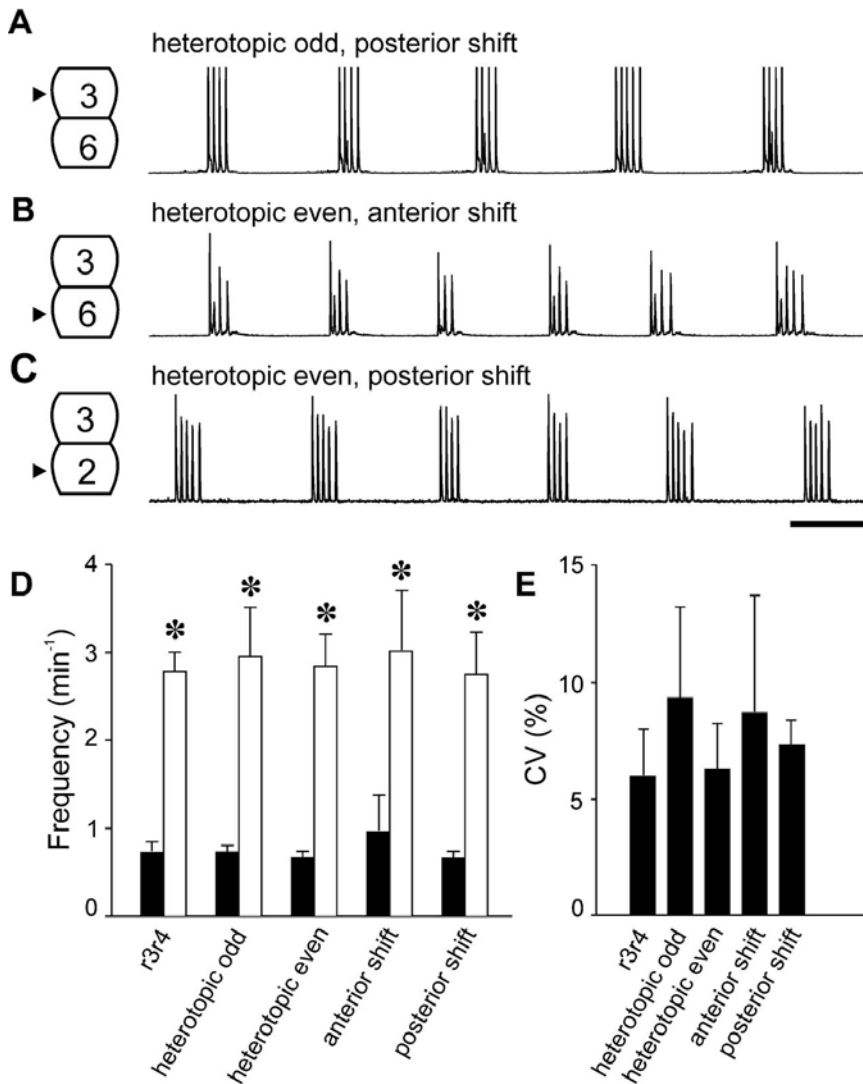 A
heterotopic odd, posterior shift
3
6
B
heterotopic even, anterior shift
3
6
C
heterotopic even, posterior shift
3
2
D
Frequency (min⁻¹)
4
3
2
1
0
* * * * *
r3r4
heterotopic odd
heterotopic even
anterior shift
posterior shift
E
CV (%)
15
10
5
0
r3r4
heterotopic odd
heterotopic even
anterior shift
posterior shift